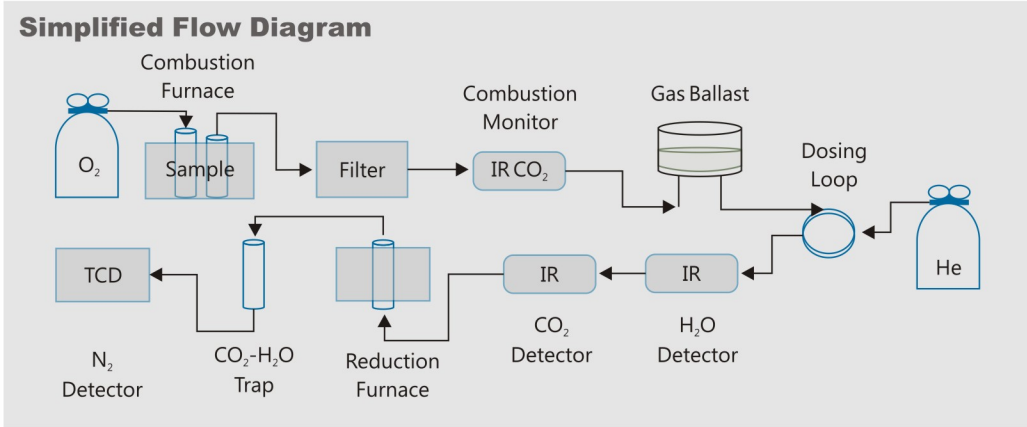 Simplified Flow Diagram
Combustion
Furnace
Combustion
Monitor
Gas Ballast
Dosing
Loop
O₂
Sample
Filter
IR CO₂
He
TCD
IR
IR
N₂
Detector
CO₂-H₂O
Trap
Reduction
Furnace
CO₂
Detector
H₂O
Detector